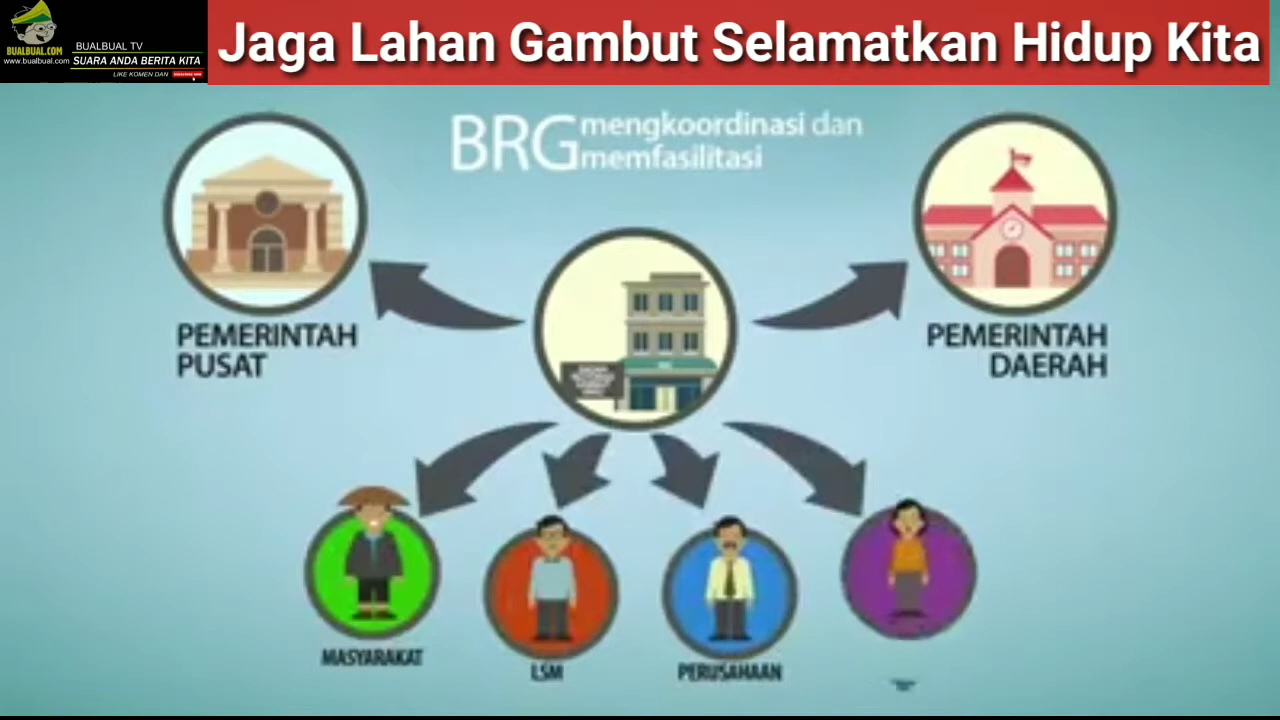 BUALBUAL.COM
www.bualbual.com
BUALBUAL TV
SUARA ANDA BERITA KITA
LIKE KOMEN DAN
Jaga Lahan Gambut Selamatkan Hidup Kita
BRG mengkoordinasi dan
memfasilitasi
PEMERINTAH
PUSAT
PEMERINTAH
DAERAH
MASYARAKAT
LSM
PERUSAHAAN